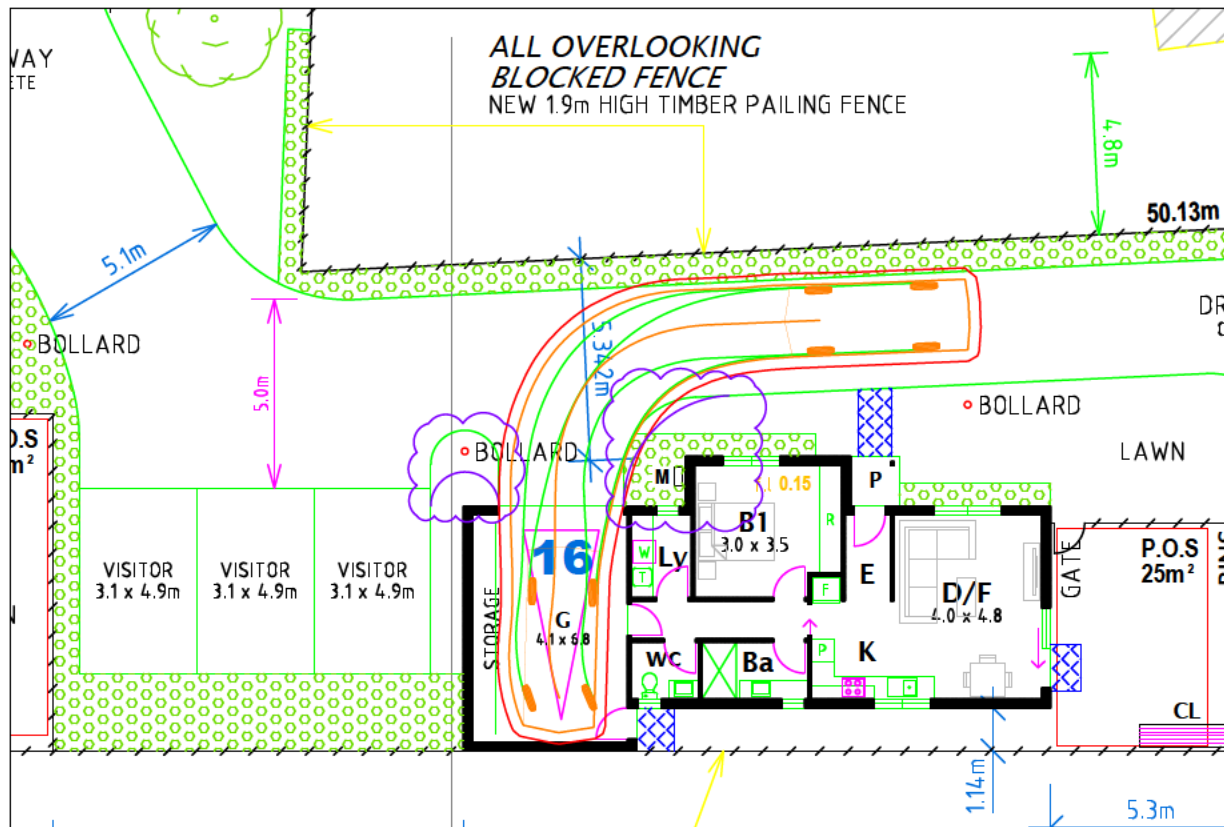 WAY
ETE
ALL OVERLOOKING
BLOCKED FENCE
NEW 1.9m HIGH TIMBER PAILING FENCE
4.8m
50.13m
5.1m
BOLLARD
5.0m
5.342m
DR
BOLLARD
BOLLARD
LAWN
O.S
m²
M
0.15
P
B1
3.0 x 3.5
R
W
T
Ly
F
E
D/F
4.0 x 4.8
GATE
P.O.S
25m²
VISITOR
3.1 x 4.9m
VISITOR
3.1 x 4.9m
VISITOR
3.1 x 4.9m
16
G
4.1 x 6.8
STORAGE
WC
Ba
P
K
CL
1.14m
5.3m